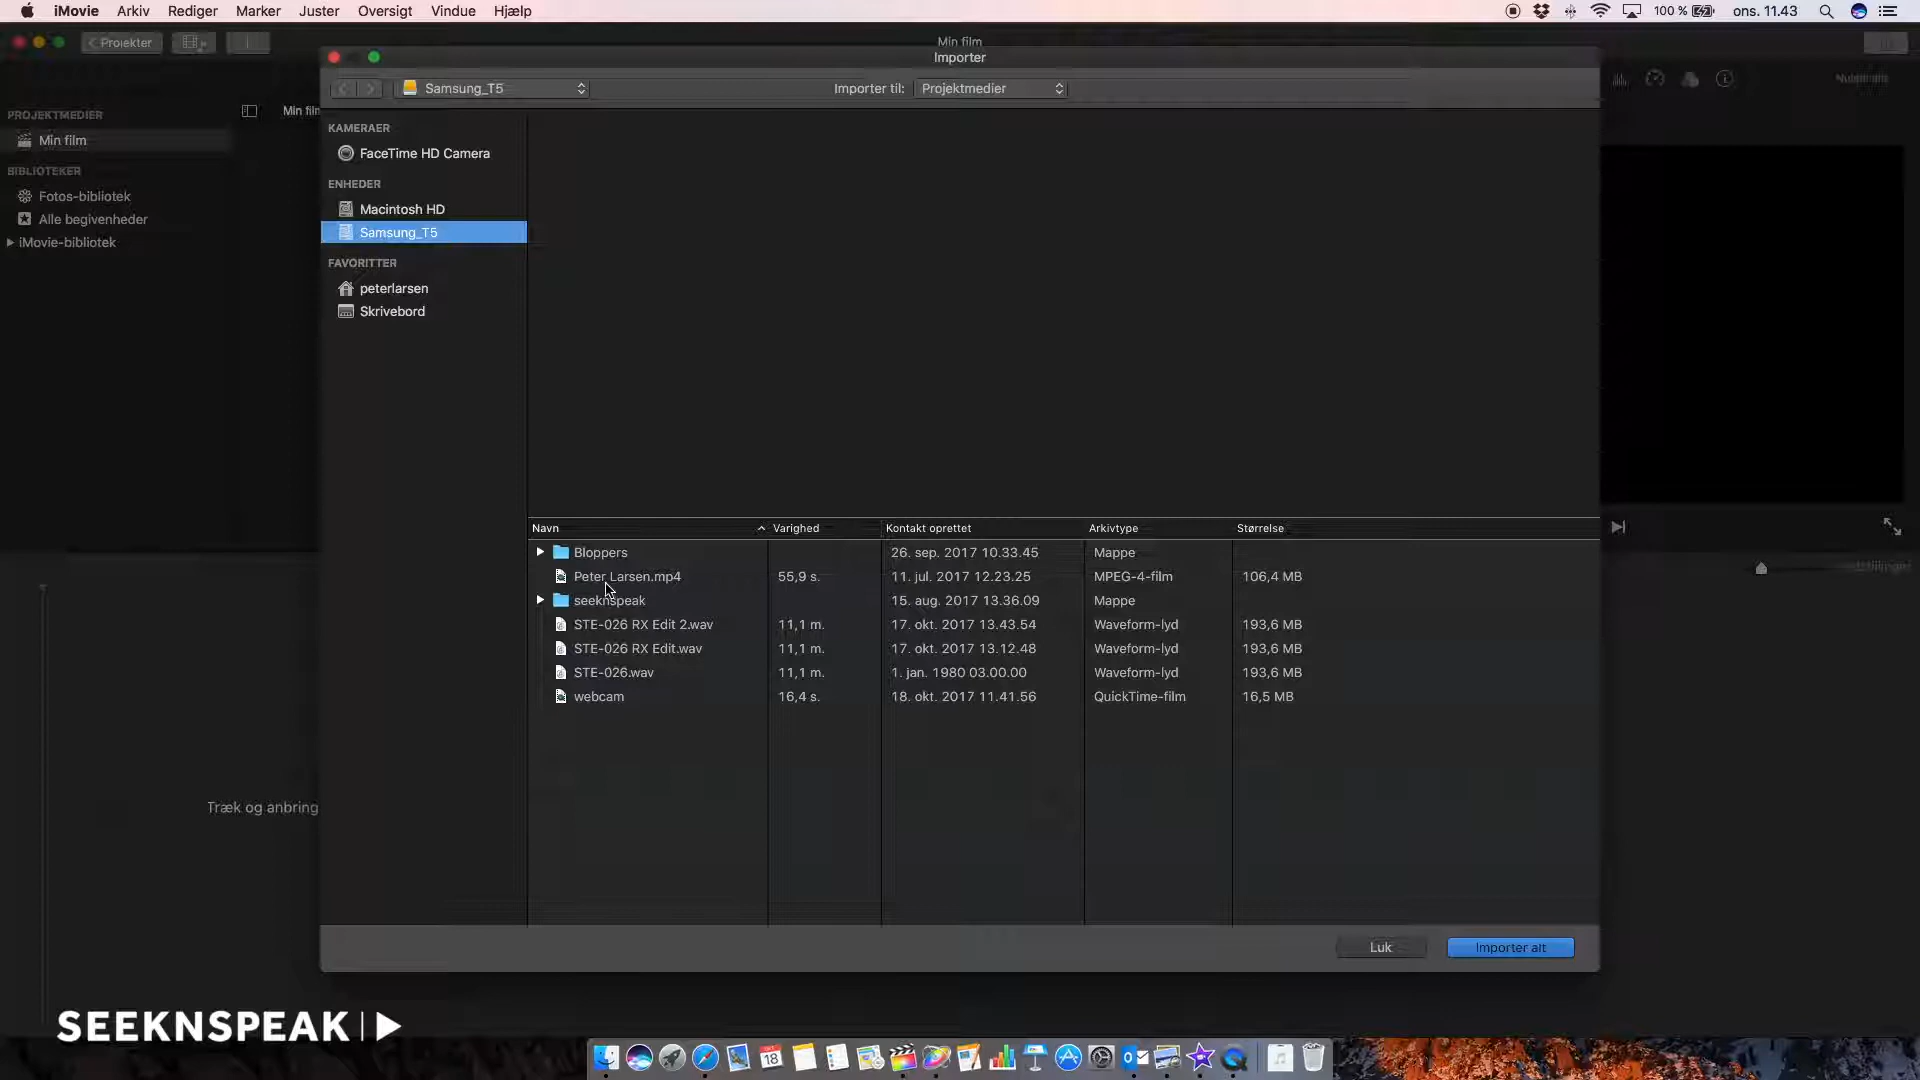 iMovie Arkiv Rediger Marker Juster Oversigt Vindue Hjælp 100 % ons. 11.43
Projekter Min film
Importer
Samsung_T5 Importer til: Projektmedier
PROJEKTMEDIER
Min film
BIBLIOTEKER
Fotos-bibliotek
Alle begivenheder
iMovie-bibliotek
Min film
KAMERAER
FaceTime HD Camera
ENHEDER
Macintosh HD
Samsung_T5
FAVORITTER
peterlarsen
Skrivebord
Navn Varighed Kontakt oprettet Arkivtype Størrelse
Bloppers 26. sep. 2017 10.33.45 Mappe
Peter Larsen.mp4 55,9 s. 11. jul. 2017 12.23.25 MPEG-4-film 106,4 MB
seeknspeak 15. aug. 2017 13.36.09 Mappe
STE-026 RX Edit 2.wav 11,1 m. 17. okt. 2017 13.43.54 Waveform-lyd 193,6 MB
STE-026 RX Edit.wav 11,1 m. 17. okt. 2017 13.12.48 Waveform-lyd 193,6 MB
STE-026.wav 11,1 m. 1. jan. 1980 03.00.00 Waveform-lyd 193,6 MB
webcam 16,4 s. 18. okt. 2017 11.41.56 QuickTime-film 16,5 MB
Træk og anbring
Luk Importer alt
SEEKNSPEAK
18